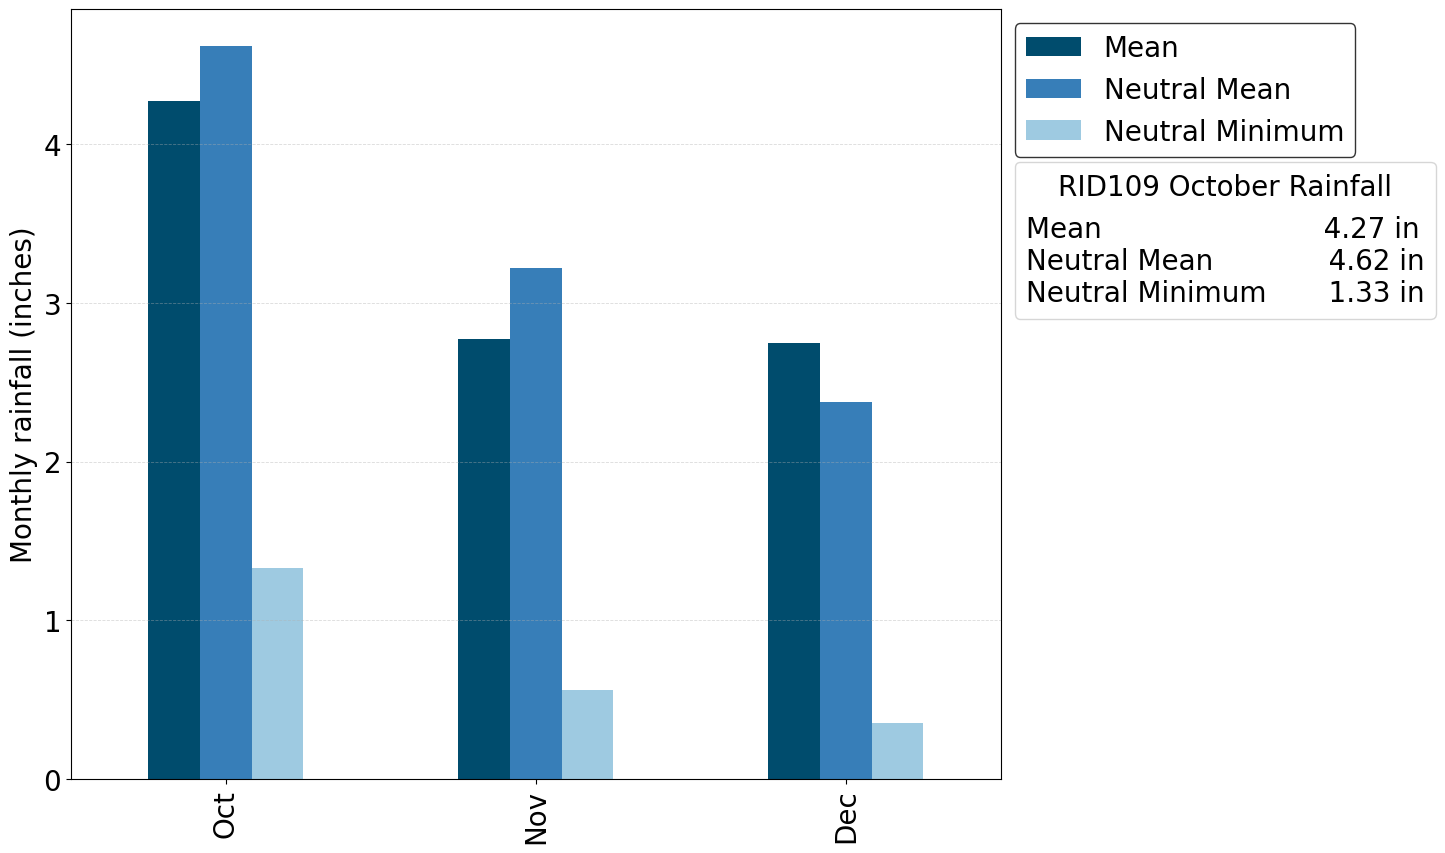 Mean
Neutral Mean
Neutral Minimum
RID109 October Rainfall
Mean 4.27 in
Neutral Mean 4.62 in
Neutral Minimum 1.33 in
Monthly rainfall (inches)
4
3
2
1
0
Oct
Nov
Dec